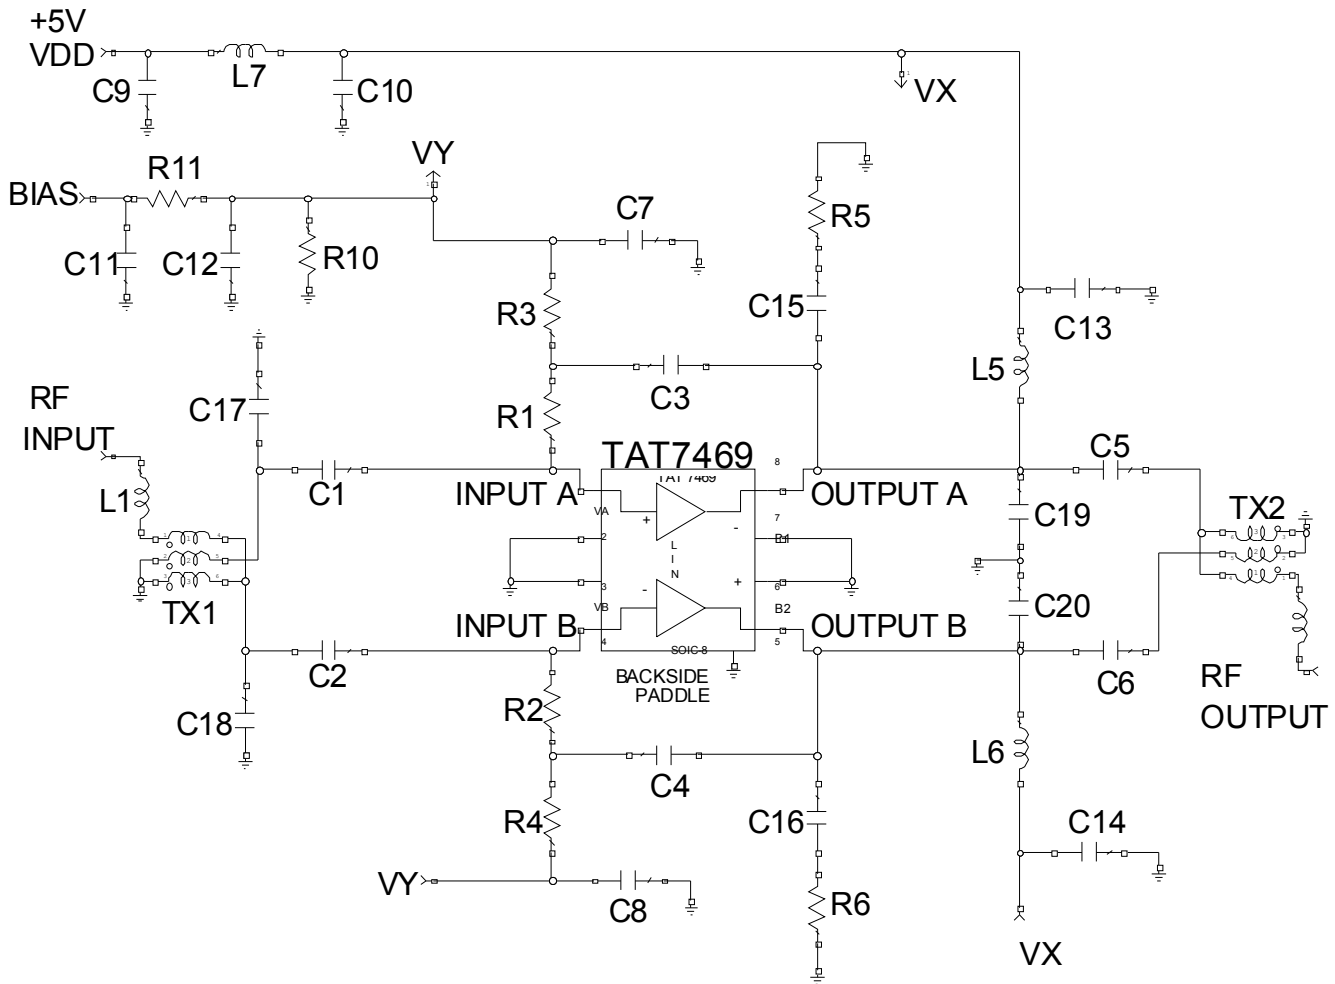 +5V
VDD
L7
C9
C10
VX
VY
R11
BIAS
C7
R5
C11
C12
R10
C15
R3
C13
L5
C3
RF
INPUT
C17
R1
C5
TAT7469
TAT 7469
8
L1
C1
INPUT A
OUTPUT A
VA
+
-
7
C19
TX2
2
L
I
N
3
-
+
6
TX1
VB
B2
C20
INPUT B
OUTPUT B
4
5
SOIC-8
C2
BACKSIDE
PADDLE
C6
RF
OUTPUT
C18
R2
L6
C4
R4
C16
C14
VY
C8
R6
VX